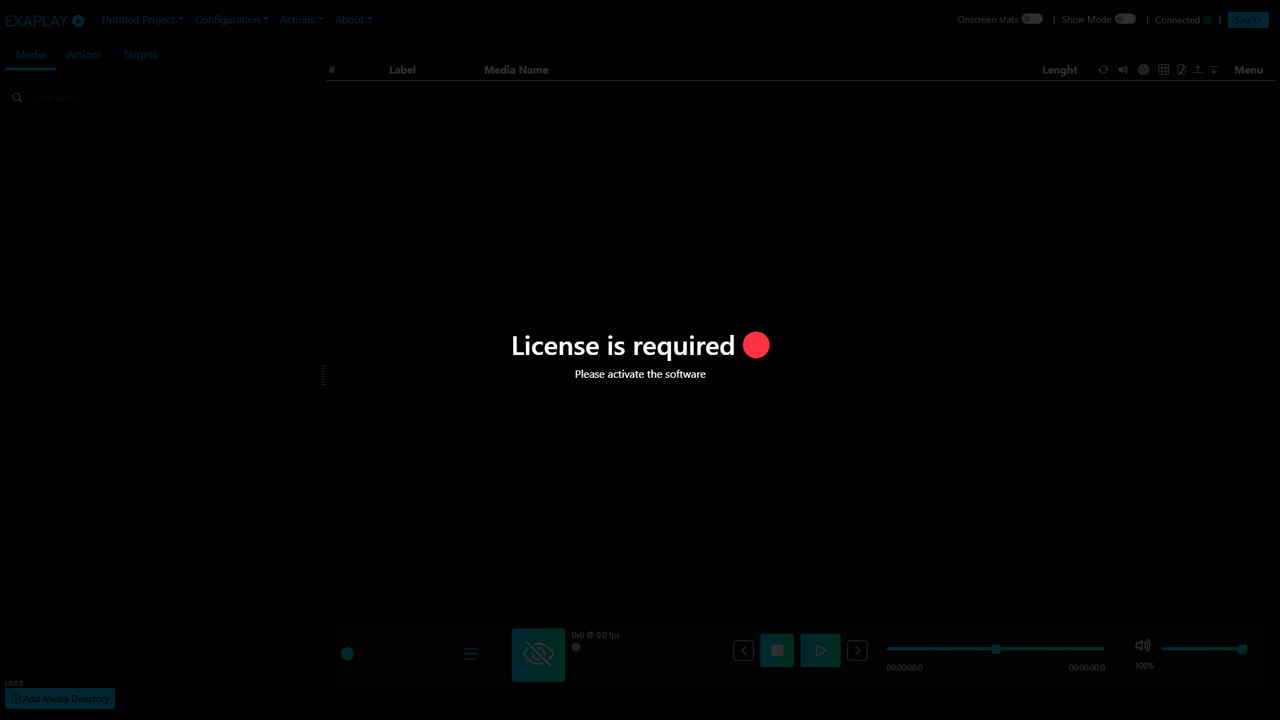 EXAPLAY Untitled Project Configuration Actions About Onscreen stats | Show Mode | Connected | Sync
Media Actions Targets
# Label Media Name Lenght Menu
Filter items...
License is required
Please activate the software
0x0 @ 0.0 fps
00:00:00.0 00:00:00.0 100%
1.0.0.0
Add Media Directory